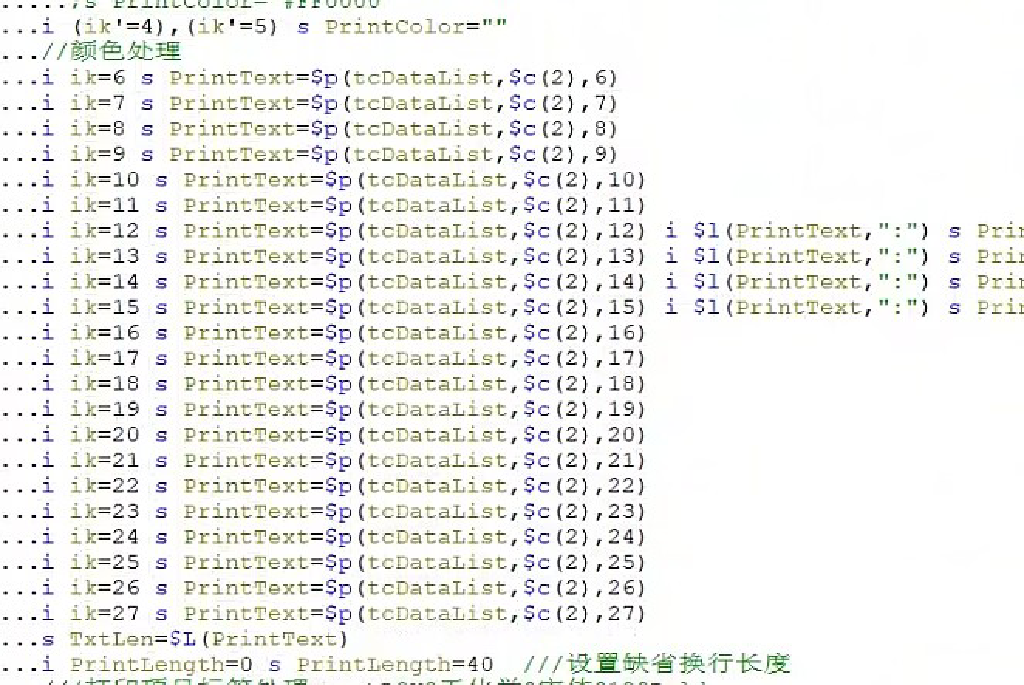 .....;s PrintColor="#FF0000"
...i (ik'=4),(ik'=5) s PrintColor=""
...//颜色处理
...i ik=6 s PrintText=$p(tcDataList,$c(2),6)
...i ik=7 s PrintText=$p(tcDataList,$c(2),7)
...i ik=8 s PrintText=$p(tcDataList,$c(2),8)
...i ik=9 s PrintText=$p(tcDataList,$c(2),9)
...i ik=10 s PrintText=$p(tcDataList,$c(2),10)
...i ik=11 s PrintText=$p(tcDataList,$c(2),11)
...i ik=12 s PrintText=$p(tcDataList,$c(2),12) i $l(PrintText,":") s Prin
...i ik=13 s PrintText=$p(tcDataList,$c(2),13) i $l(PrintText,":") s Prin
...i ik=14 s PrintText=$p(tcDataList,$c(2),14) i $l(PrintText,":") s Prin
...i ik=15 s PrintText=$p(tcDataList,$c(2),15) i $l(PrintText,":") s Prin
...i ik=16 s PrintText=$p(tcDataList,$c(2),16)
...i ik=17 s PrintText=$p(tcDataList,$c(2),17)
...i ik=18 s PrintText=$p(tcDataList,$c(2),18)
...i ik=19 s PrintText=$p(tcDataList,$c(2),19)
...i ik=20 s PrintText=$p(tcDataList,$c(2),20)
...i ik=21 s PrintText=$p(tcDataList,$c(2),21)
...i ik=22 s PrintText=$p(tcDataList,$c(2),22)
...i ik=23 s PrintText=$p(tcDataList,$c(2),23)
...i ik=24 s PrintText=$p(tcDataList,$c(2),24)
...i ik=25 s PrintText=$p(tcDataList,$c(2),25)
...i ik=26 s PrintText=$p(tcDataList,$c(2),26)
...i ik=27 s PrintText=$p(tcDataList,$c(2),27)
...s TxtLen=$L(PrintText)
...i PrintLength=0 s PrintLength=40 ///设置缺省换行长度